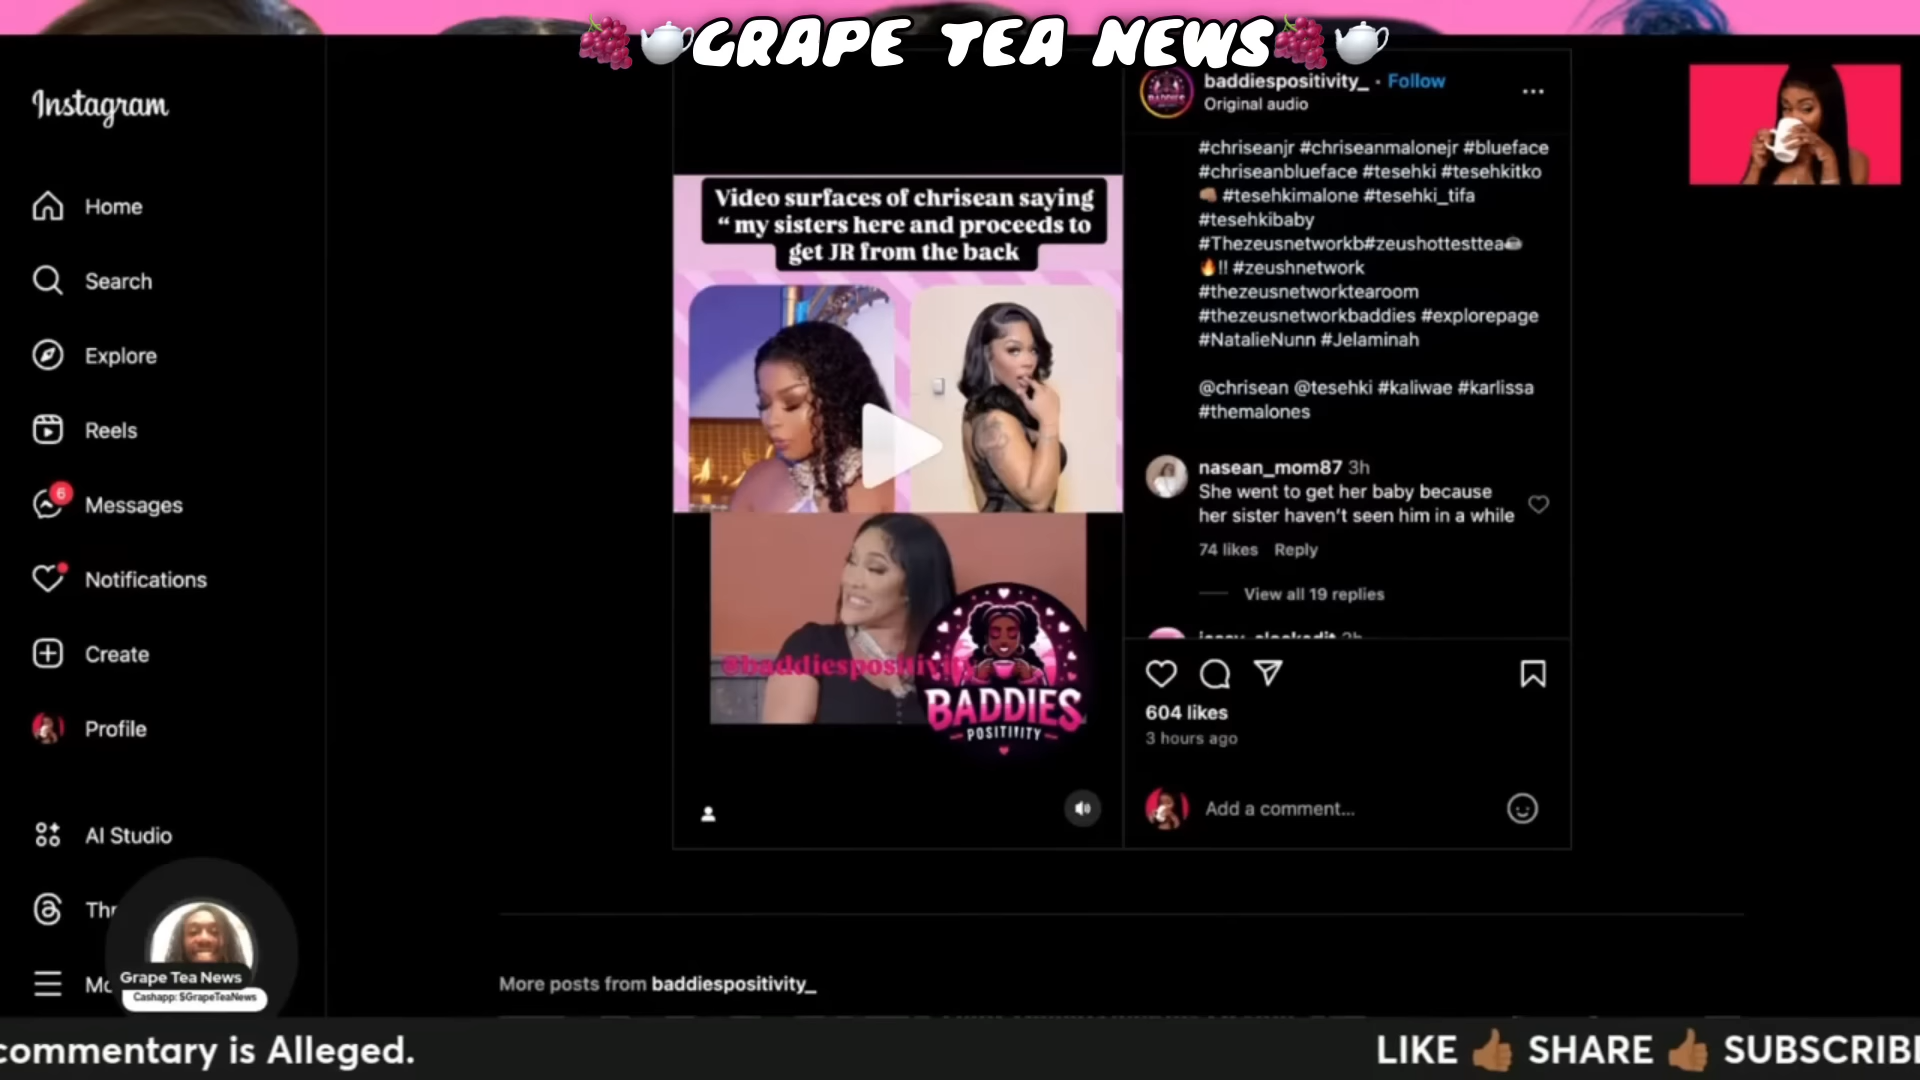 GRAPE TEA NEWS
Instagram
Home
Search
Explore
Reels
6
Messages
Notifications
Create
Profile
AI Studio
Thr
Mo
Grape Tea News
Cashapp: $GrapeTeaNews
Video surfaces of chrisean saying
“ my sisters here and proceeds to
get JR from the back
@baddiespositivity
BADDIES
POSITIVITY
baddiespositivity_ • Follow
Original audio
#chriseanjr #chriseanmalonejr #blueface
#chriseanblueface #tesehki #tesehkitko
👊🏽 #tesehkimalone #tesehki_tifa
#tesehkibaby
#Thezeusnetworkb#zeushottesttea☕
🔥!! #zeushnetwork
#thezeusnetworktearoom
#thezeusnetworkbaddies #explorepage
#NatalieNunn #Jelaminah
@chrisean @tesehki #kaliwae #karlissa
#themalones
nasean_mom87 3h
She went to get her baby because
her sister haven't seen him in a while
74 likes Reply
View all 19 replies
604 likes
3 hours ago
Add a comment...
More posts from baddiespositivity_
commentary is Alleged.
LIKE 👍🏾 SHARE 👍🏾 SUBSCRIB